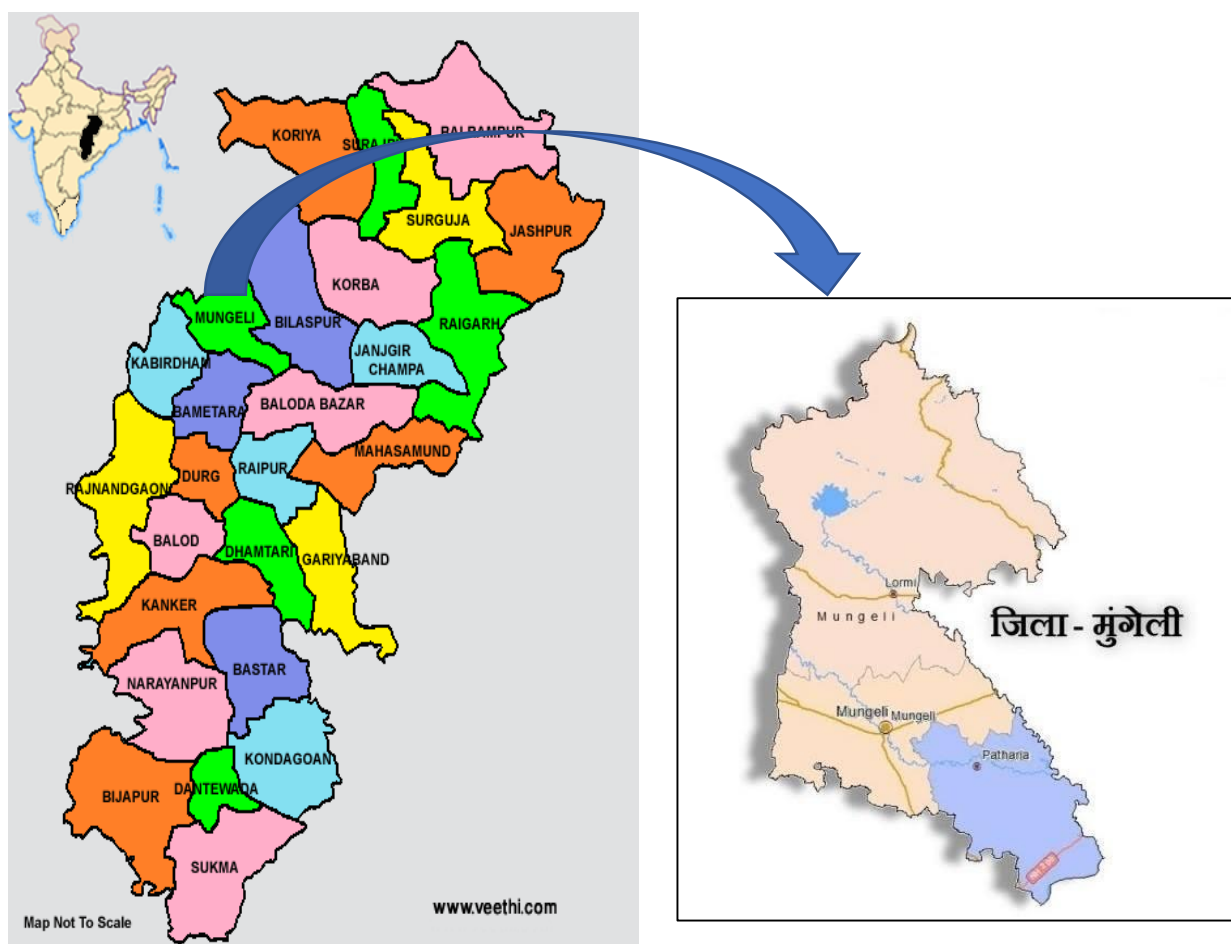 KORIYA
SURAJP
BALRAMPUR
SURGUJA
JASHPUR
KORBA
MUNGELI
BILASPUR
RAIGARH
JANJGIR
CHAMPA
KABIRDHAM
BAMETARA
BALODA BAZAR
MAHASAMUND
RAIPUR
DURG
RAJNANDGAON
BALOD
DHAMTARI
GARIYABAND
KANKER
BASTAR
NARAYANPUR
KONDAGOAN
DANTEWADA
BIJAPUR
SUKMA
www.veethi.com
Map Not To Scale
Lormi
Mungeli
जिला - मुंगेली
Mungeli
Mungeli
Patharia